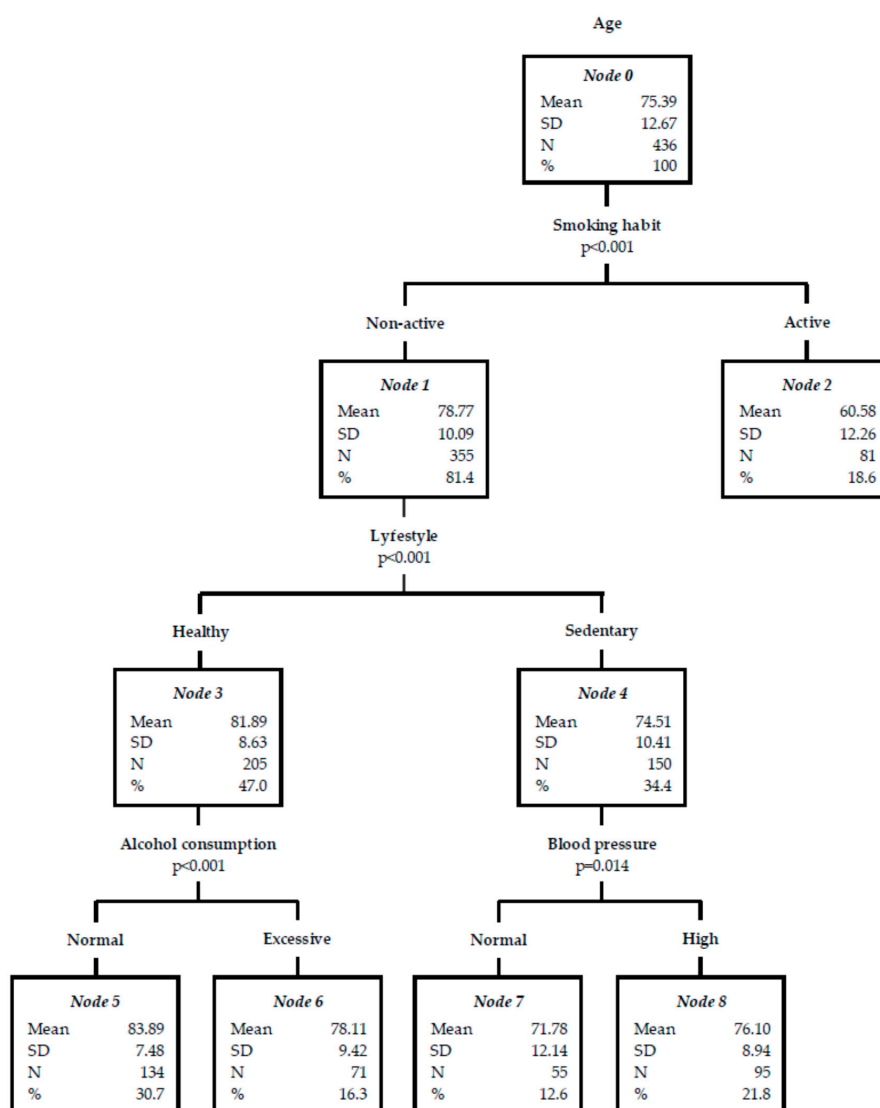 Age
Node 0
Mean 75.39
SD 12.67
N 436
% 100
Smoking habit
p<0.001
Non-active
Active
Node 1
Mean 78.77
SD 10.09
N 355
% 81.4
Node 2
Mean 60.58
SD 12.26
N 81
% 18.6
Lyfestyle
p<0.001
Healthy
Sedentary
Node 3
Mean 81.89
SD 8.63
N 205
% 47.0
Node 4
Mean 74.51
SD 10.41
N 150
% 34.4
Alcohol consumption
p<0.001
Blood pressure
p=0.014
Normal
Excessive
Normal
High
Node 5
Mean 83.89
SD 7.48
N 134
% 30.7
Node 6
Mean 78.11
SD 9.42
N 71
% 16.3
Node 7
Mean 71.78
SD 12.14
N 55
% 12.6
Node 8
Mean 76.10
SD 8.94
N 95
% 21.8